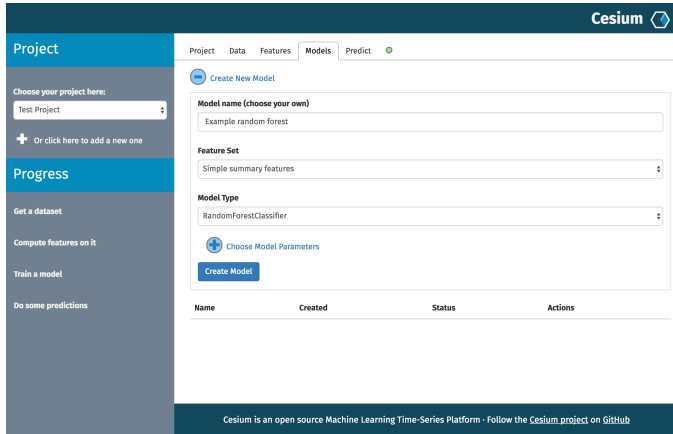 Cesium
Project
Choose your project here:
Test Project
Or click here to add a new one
Progress
Get a dataset
Compute features on it
Train a model
Do some predictions
Project Data Features Models Predict
Create New Model
Model name (choose your own)
Example random forest
Feature Set
Simple summary features
Model Type
RandomForestClassifier
Choose Model Parameters
Create Model
Name Created Status Actions
Cesium is an open source Machine Learning Time-Series Platform · Follow the Cesium project on GitHub